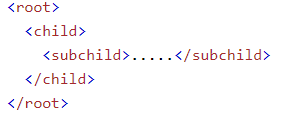 <root>
  <child>
    <subchild>.....</subchild>
  </child>
</root>